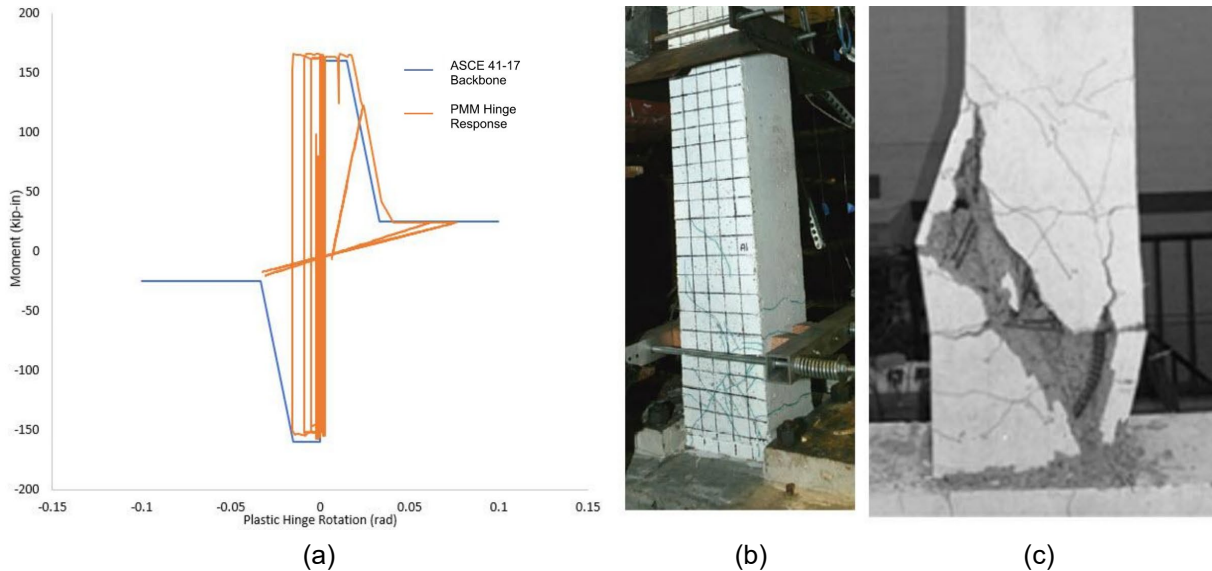 200
150
100
50
0
-50
-100
-150
-200
Moment (kip-in)
ASCE 41-17
Backbone
PMM Hinge
Response
-0.15
-0.1
-0.05
0
0.05
0.1
0.15
Plastic Hinge Rotation (rad)
A1
(a)
(b)
(c)